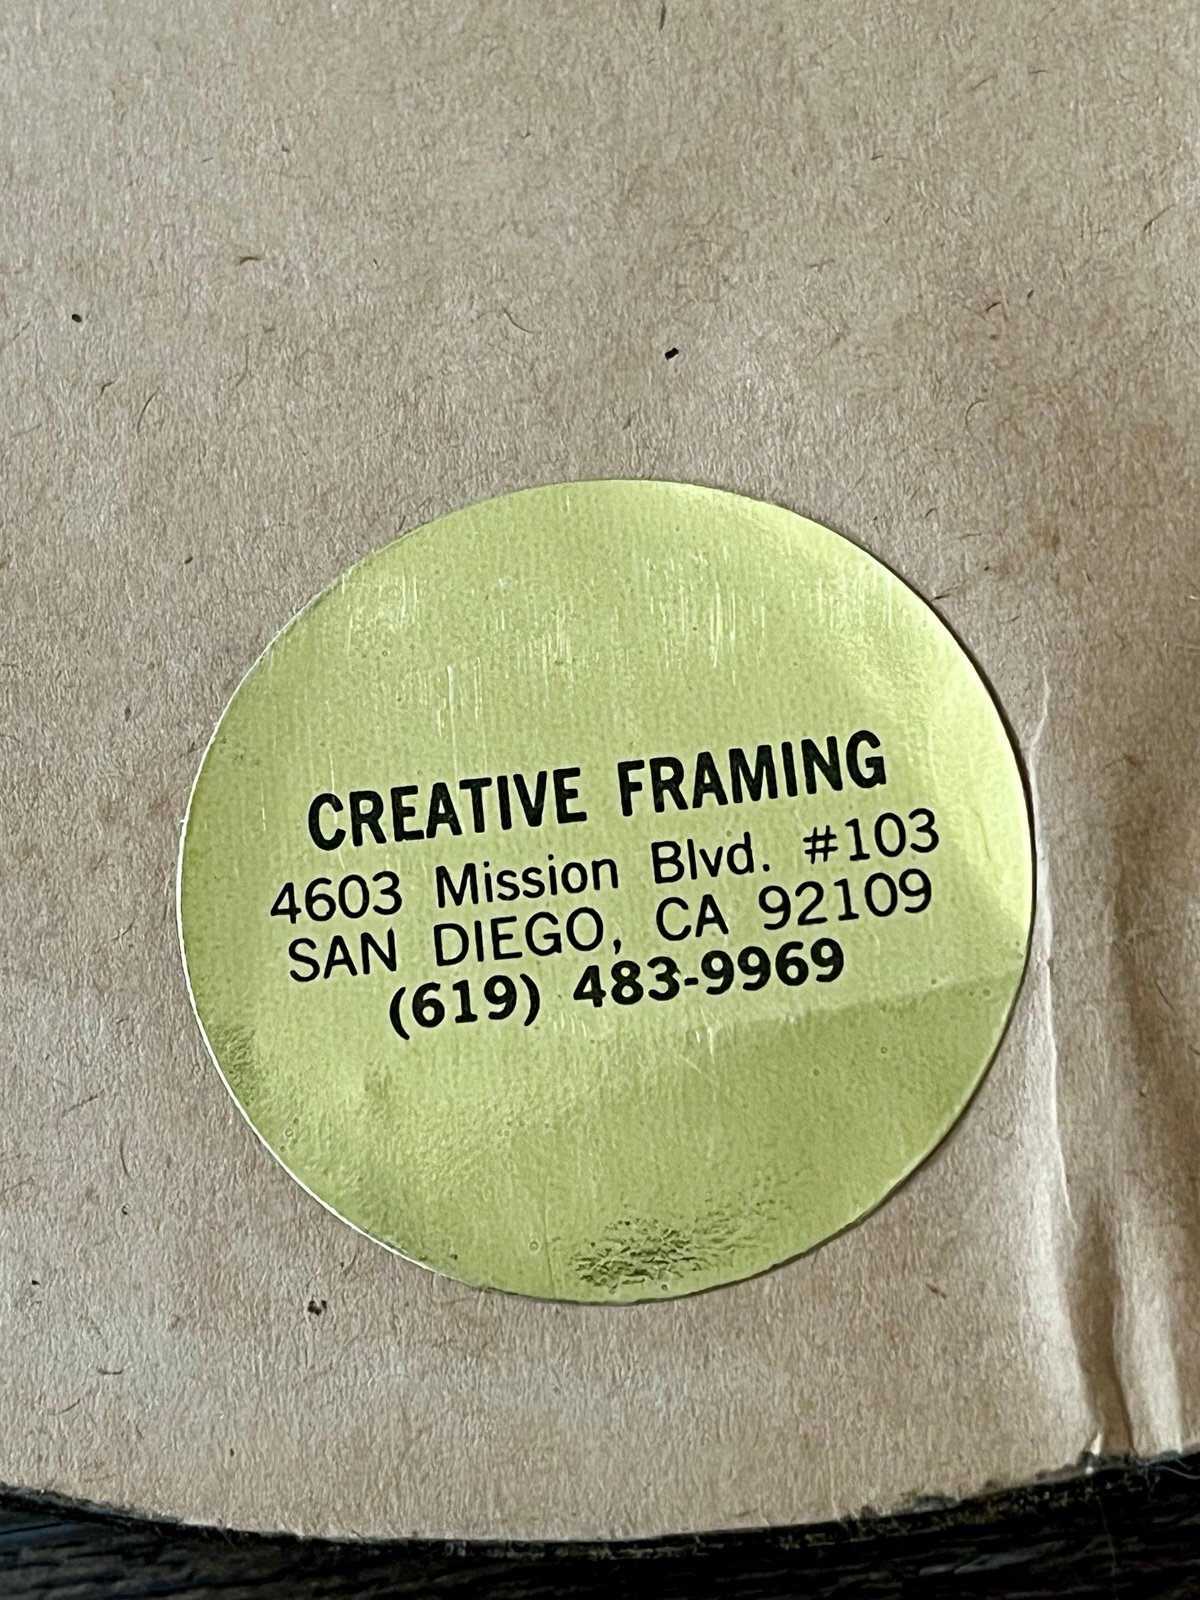 CREATIVE FRAMING
4603 Mission Blvd. #103
SAN DIEGO, CA 92109
(619) 483-9969